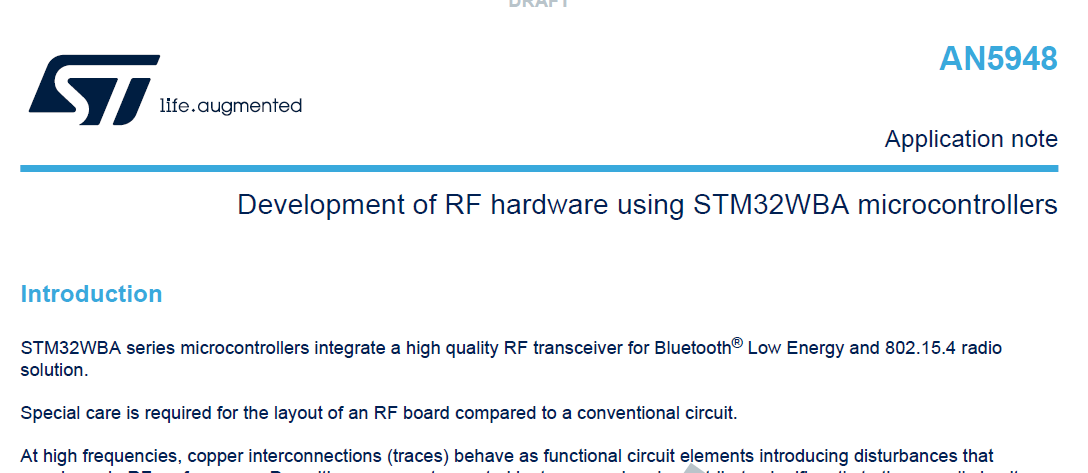 DRAFT
AN5948
life.augmented
Application note
Development of RF hardware using STM32WBA microcontrollers
Introduction
STM32WBA series microcontrollers integrate a high quality RF transceiver for Bluetooth® Low Energy and 802.15.4 radio
solution.
Special care is required for the layout of an RF board compared to a conventional circuit.
At high frequencies, copper interconnections (traces) behave as functional circuit elements introducing disturbances that